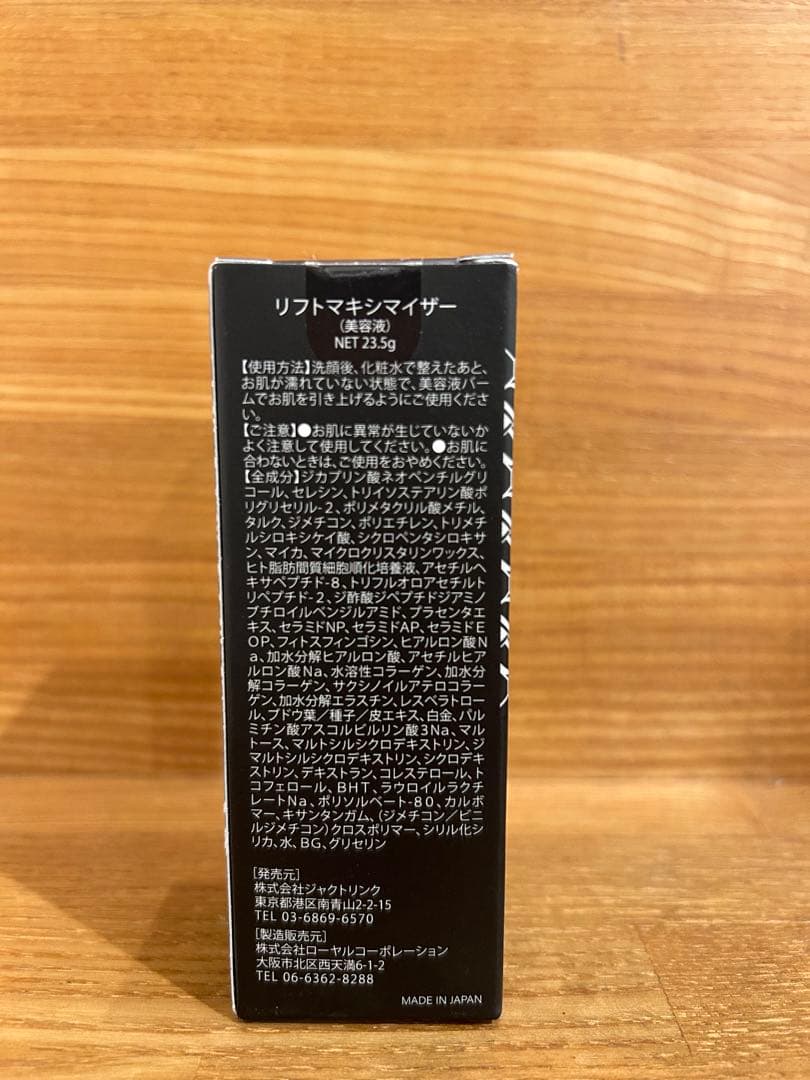 リフトマキシマイザー
(美容液)
NET 23.5g
【使用方法】洗顔後、化粧水で整えたあと、
お肌が濡れていない状態で、美容液バー
ムでお肌を引き上げるようにご使用くださ
い。
【ご注意】●お肌に異常が生じていないか
よく注意して使用してください。●お肌に
合わないときは、ご使用をおやめください。
【全成分】ジカプリン酸ネオペンチルグリ
コール、セレシン、トリイソステアリン酸ポ
リグリセリル-2、ポリメタクリル酸メチル、
タルク、ジメチコン、ポリエチレン、トリメチ
ルシロキシケイ酸、シクロペンタシロキサ
ン、マイカ、マイクロクリスタリンワックス、
ヒト脂肪間質細胞順化培養液、アセチルヘ
キサペプチド-8、トリフルオロアセチルト
リペプチド-2、ジ酢酸ジペプチドジアミノ
ブチロイルベンジルアミド、プラセンタエ
キス、セラミドNP、セラミドAP、セラミドE
OP、フィトスフィンゴシン、ヒアルロン酸N
a、加水分解ヒアルロン酸、アセチルヒア
ルロン酸Na、水溶性コラーゲン、加水分
解コラーゲン、サクシノイルアテロコラー
ゲン、加水分解エラスチン、レスベラトロー
ル、ブドウ葉/種子/皮エキス、白金、パル
ミチン酸アスコルビルリン酸3Na、マル
トース、マルトシルシクロデキストリン、ジ
マルトシルシクロデキストリン、シクロデキ
ストリン、デキストラン、コレステロール、ト
コフェロール、BHT、ラウロイルラクチ
レートNa、ポリソルベート-80、カルボ
マー、キサンタンガム、(ジメチコン/ビニ
ルジメチコン)クロスポリマー、シリル化シ
リカ、水、BG、グリセリン
[発売元]
株式会社ジャクトリンク
東京都港区南青山2-2-15
TEL 03-6869-6570
[製造販売元]
株式会社ローヤルコーポレーション
大阪市北区西天満6-1-2
TEL 06-6362-8288
MADE IN JAPAN